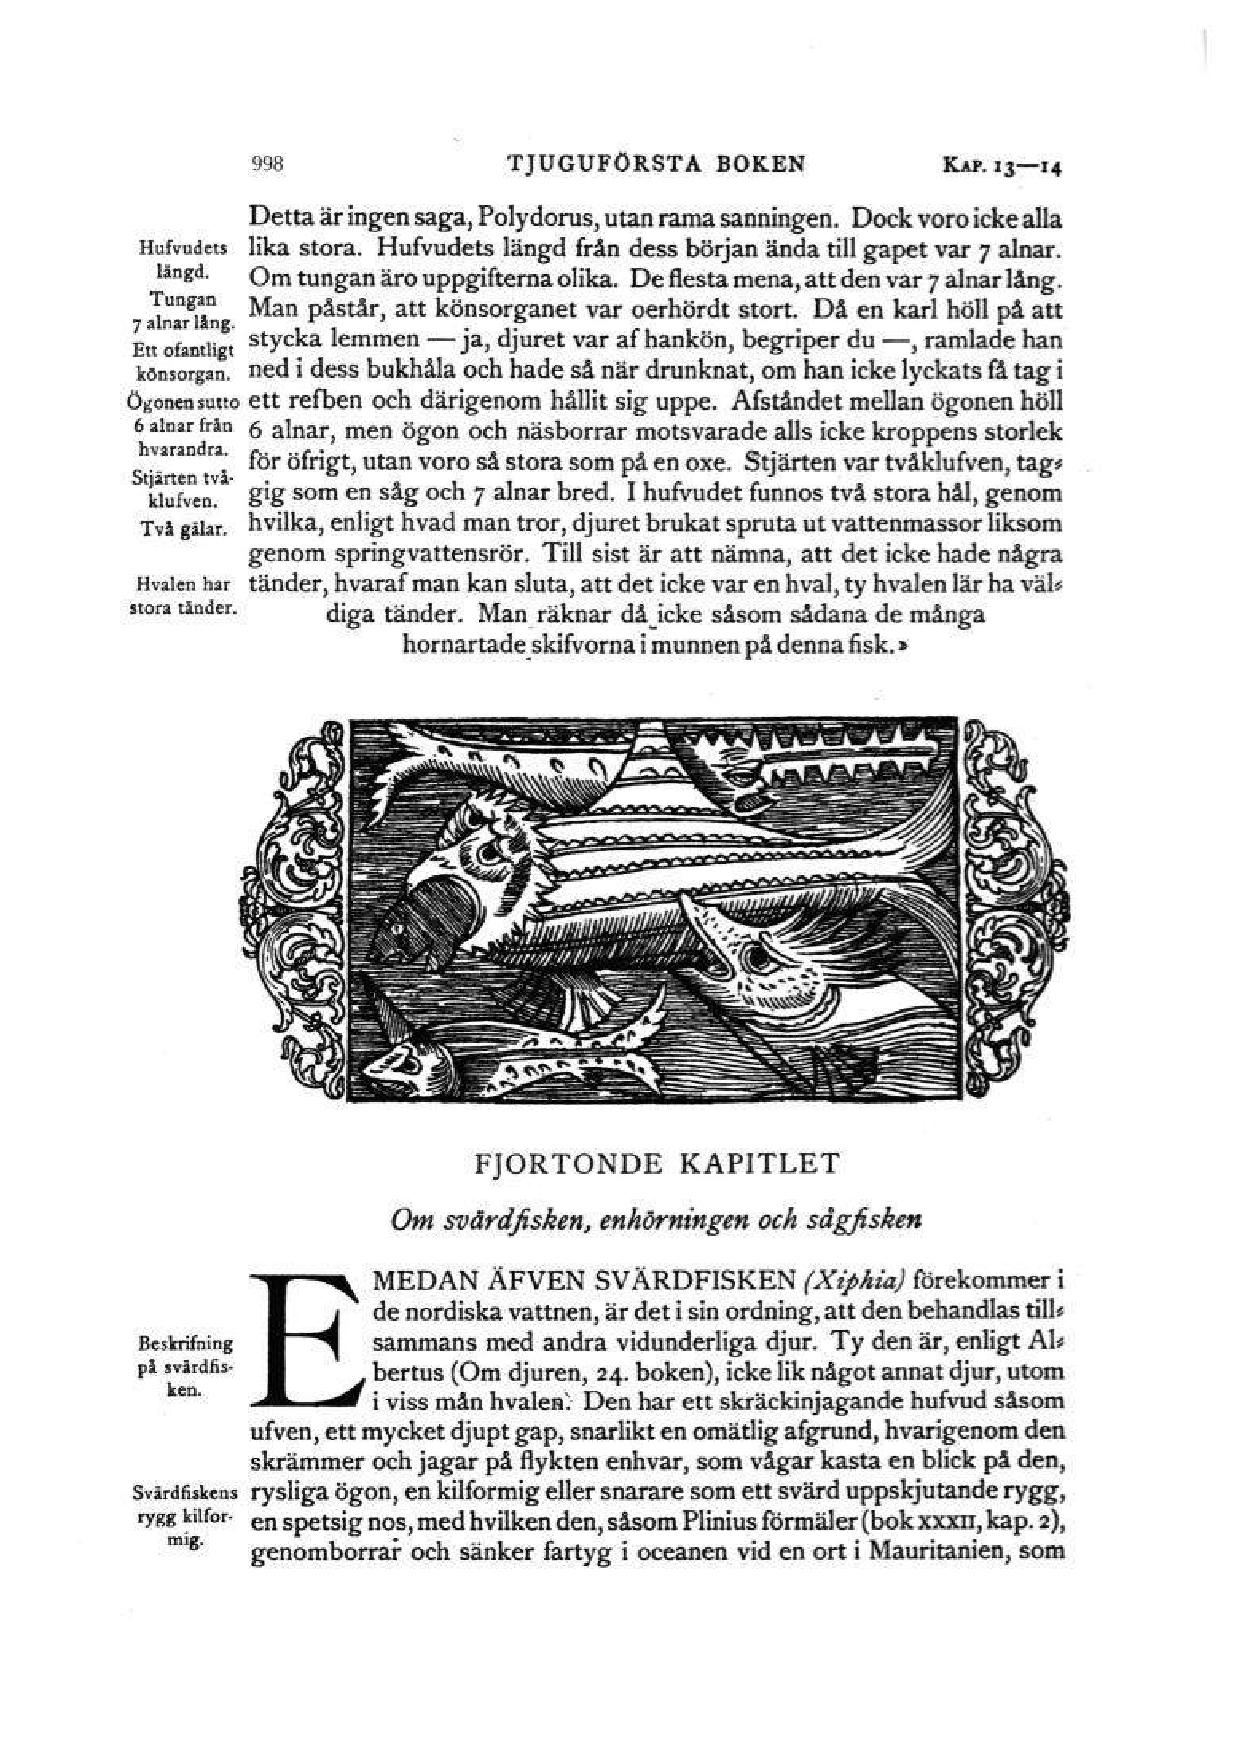 998 TJUGUFÖRSTA BOKEN KAP. 13—14
Detta är ingen saga, Polydorus, utan rama sanningen. Dock voro icke alla
Hufvudets
längd.
lika stora. Hufvudets längd från dess början ända till gapet var 7 alnar.
Om tungan äro uppgifterna olika. De flesta mena, att den var 7 alnar lång.
Tungan
7 alnar lång.
Man påstår, att könsorganet var oerhördt stort. Då en karl höll på att
Ett ofantligt
könsorgan.
stycka lemmen — ja, djuret var af hankön, begriper du —, ramlade han
ned i dess bukhåla och hade så när drunknat, om han icke lyckats få tag i
Ögonen sutto
6 alnar från
hvarandra.
ett refben och därigenom hållit sig uppe. Afståndet mellan ögonen höll
6 alnar, men ögon och näsborrar motsvarade alls icke kroppens storlek
för öfrigt, utan voro så stora som på en oxe. Stjärten var tvåklufven, tag-
Stjärten två-
klufven.
gig som en såg och 7 alnar bred. I hufvudet funnos två stora hål, genom
Två gälar.
hvilka, enligt hvad man tror, djuret brukat spruta ut vattenmassor liksom
genom springvattensrör. Till sist är att nämna, att det icke hade några
Hvalen har
stora tänder.
tänder, hvaraf man kan sluta, att det icke var en hval, ty hvalen lär ha väl-
diga tänder. Man räknar då icke såsom sådana de många
hornartade skifvorna i munnen på denna fisk.»
FJORTONDE KAPITLET
Om svärdfisken, enhörningen och sågfisken
EMEDAN ÄFVEN SVÄRDFISKEN (Xiphia) förekommer i
de nordiska vattnen, är det i sin ordning, att den behandlas till-
Beskrifning
på svärdfis-
ken.
sammans med andra vidunderliga djur. Ty den är, enligt Al-
bertus (Om djuren, 24. boken), icke lik något annat djur, utom
i viss mån hvalen. Den har ett skräckinjagande hufvud såsom
ufven, ett mycket djupt gap, snarlikt en omätlig afgrund, hvarigenom den
skrämmer och jagar på flykten enhvar, som vågar kasta en blick på den,
Svärdfiskens
rygg kilfor-
mig.
rysliga ögon, en kilformig eller snarare som ett svärd uppskjutande rygg,
en spetsig nos, med hvilken den, såsom Plinius förmäler (bok XXXII, kap. 2),
genomborrar och sänker fartyg i oceanen vid en ort i Mauritanien, som